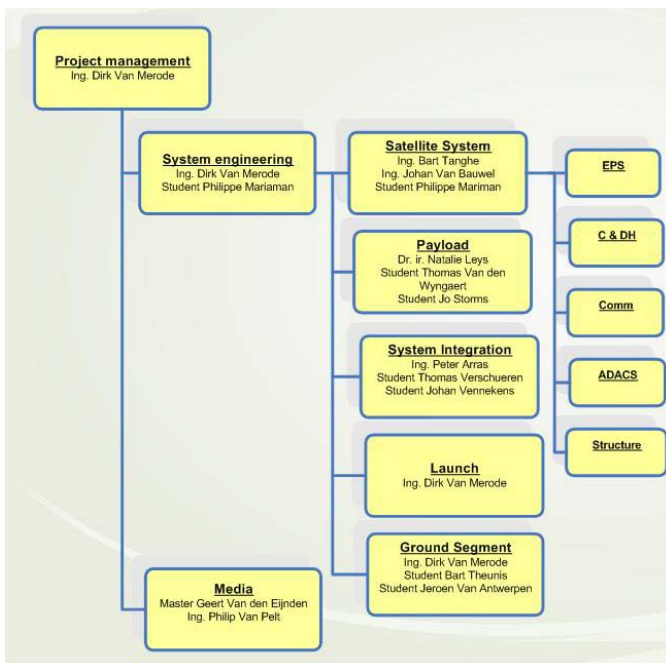 Project management
Ing. Dirk Van Merode
System engineering
Ing. Dirk Van Merode
Student Philippe Mariaman
Satellite System
Ing. Bart Tanghe
Ing. Johan Van Bauwel
Student Philippe Mariman
EPS
C & DH
Comm
ADACS
Structure
Payload
Dr. ir. Natalie Leys
Student Thomas Van den
Wyngaert
Student Jo Storms
System Integration
Ing. Peter Arras
Student Thomas Verschueren
Student Johan Vennekens
Launch
Ing. Dirk Van Merode
Ground Segment
Ing. Dirk Van Merode
Student Bart Theunis
Student Jeroen Van Antwerpen
Media
Master Geert Van den Eijnden
Ing. Philip Van Pelt